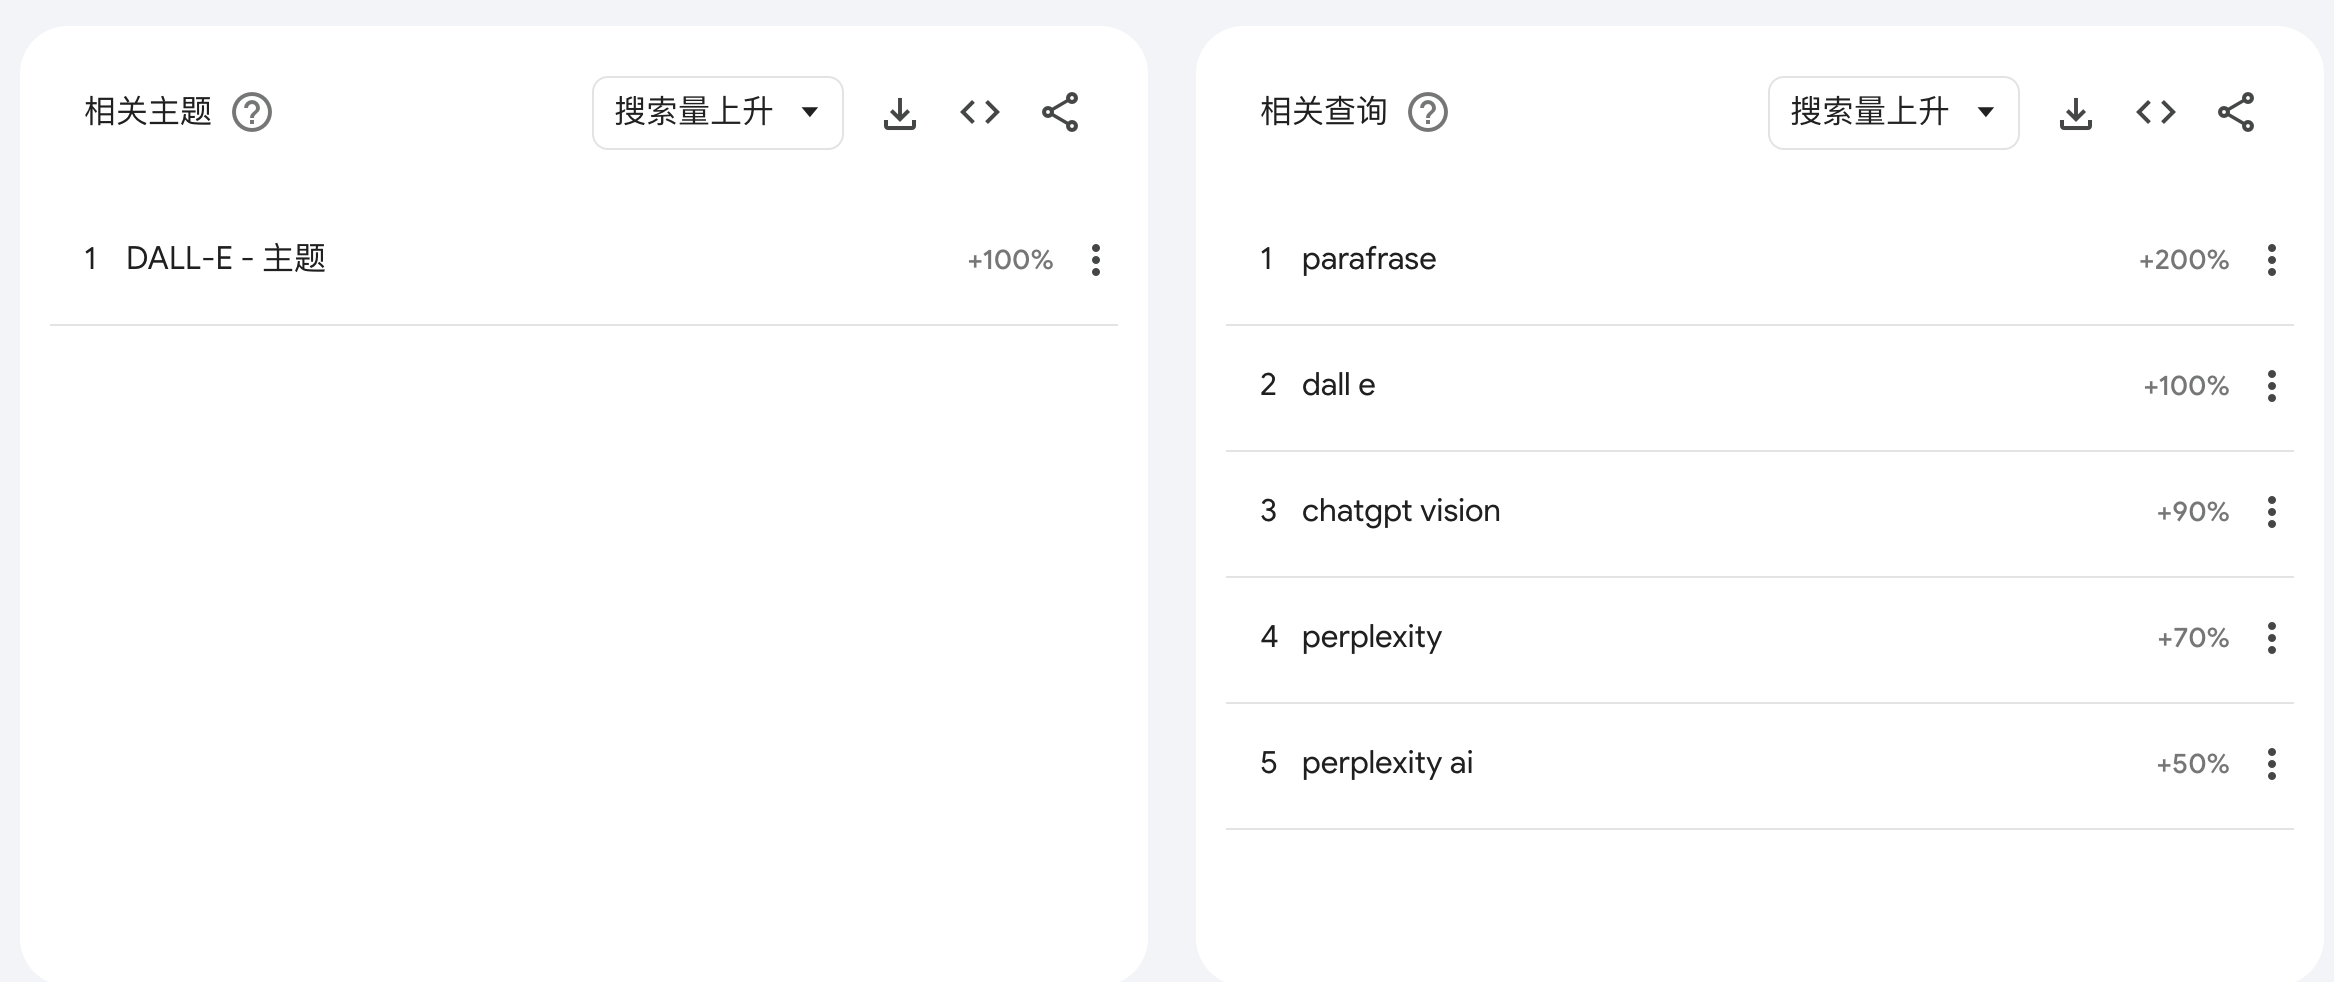 相关主题
搜索量上升
1 DALL-E - 主题 +100%
相关查询
搜索量上升
1 parafrase +200%
2 dall e +100%
3 chatgpt vision +90%
4 perplexity +70%
5 perplexity ai +50%